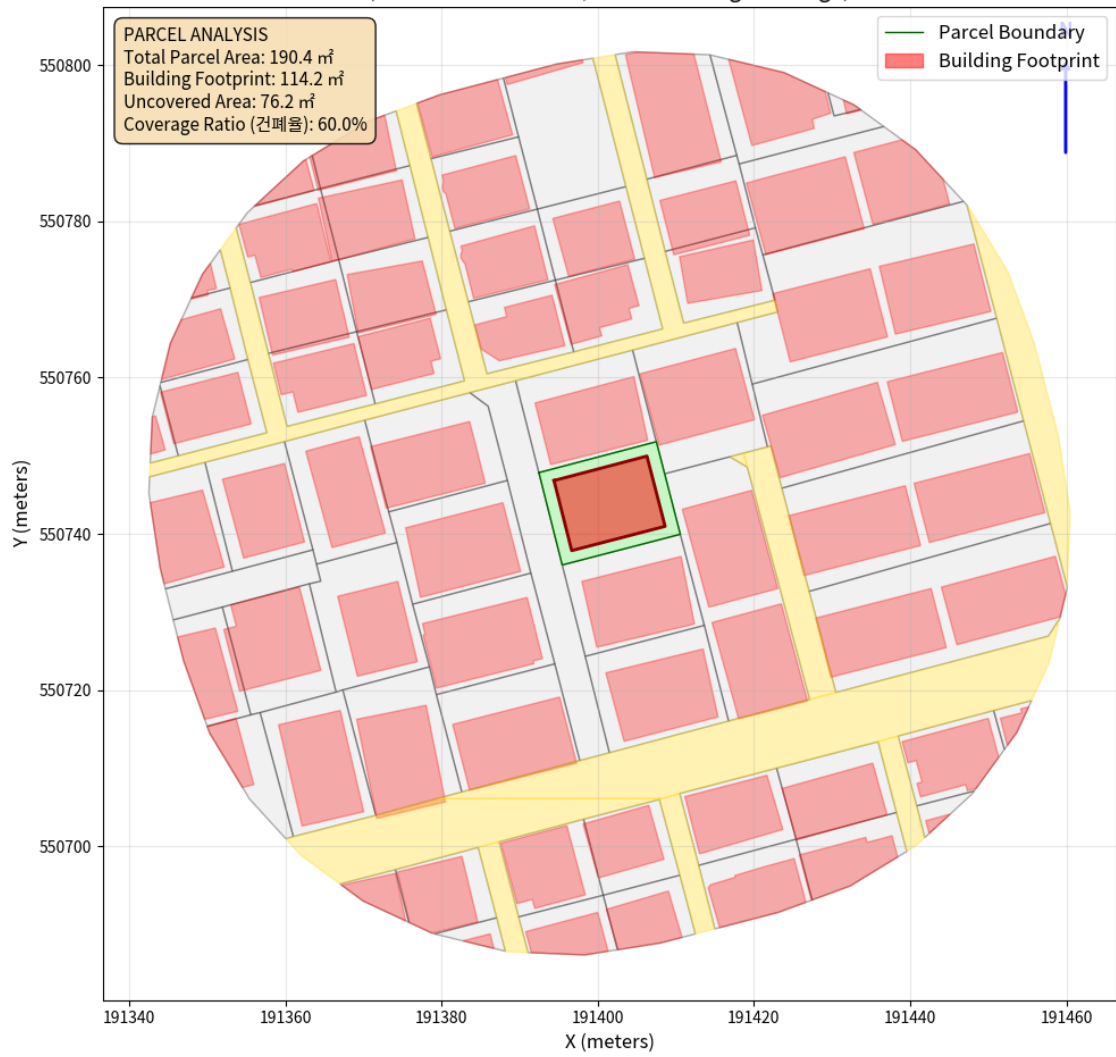 PARCEL ANALYSIS
Total Parcel Area: 190.4 ㎡
Building Footprint: 114.2 ㎡
Uncovered Area: 76.2 ㎡
Coverage Ratio (건폐율): 60.0%
Parcel Boundary
Building Footprint
N
550800
550780
550760
550740
550720
550700
Y (meters)
191340
191360
191380
191400
191420
191440
191460
X (meters)